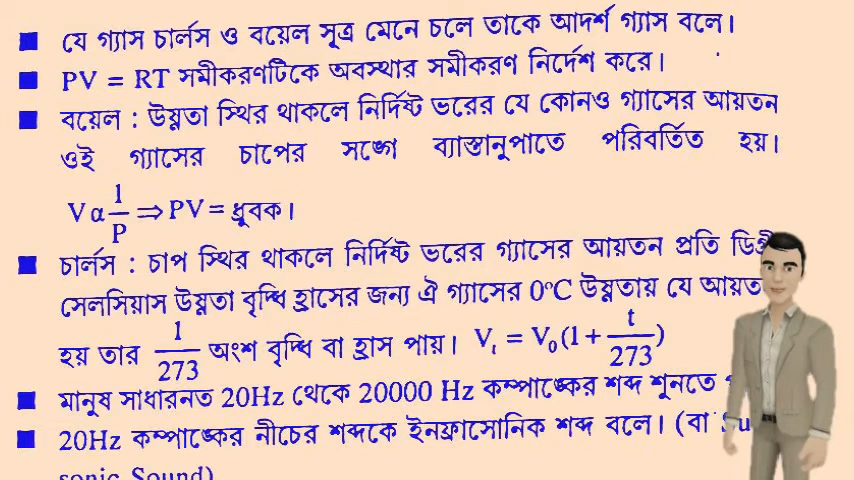 ■ যে গ্যাস চার্লস ও বয়েল সূত্র মেনে চলে তাকে আদর্শ গ্যাস বলে।
■ PV = RT সমীকরণটিকে অবস্থার সমীকরণ নির্দেশ করে।
■ বয়েল : উষ্ণতা স্থির থাকলে নির্দিষ্ট ভরের যে কোনও গ্যাসের আয়তন
ওই গ্যাসের চাপের সঙ্গে ব্যাস্তানুপাতে পরিবর্তিত হয়।
V α 1/P ⇒ PV = ধ্রুবক।
■ চার্লস : চাপ স্থির থাকলে নির্দিষ্ট ভরের গ্যাসের আয়তন প্রতি ডিগ্রী
সেলসিয়াস উষ্ণতা বৃদ্ধি হ্রাসের জন্য ঐ গ্যাসের 0°C উষ্ণতায় যে আয়ত
হয় তার 1/273 অংশ বৃদ্ধি বা হ্রাস পায়। Vₜ = V₀(1 + t/273)
■ মানুষ সাধারনত 20Hz থেকে 20000 Hz কম্পাঙ্কের শব্দ শুনতে
■ 20Hz কম্পাঙ্কের নীচের শব্দকে ইনফ্রাসোনিক শব্দ বলে। (বা Su
sonic Sound)